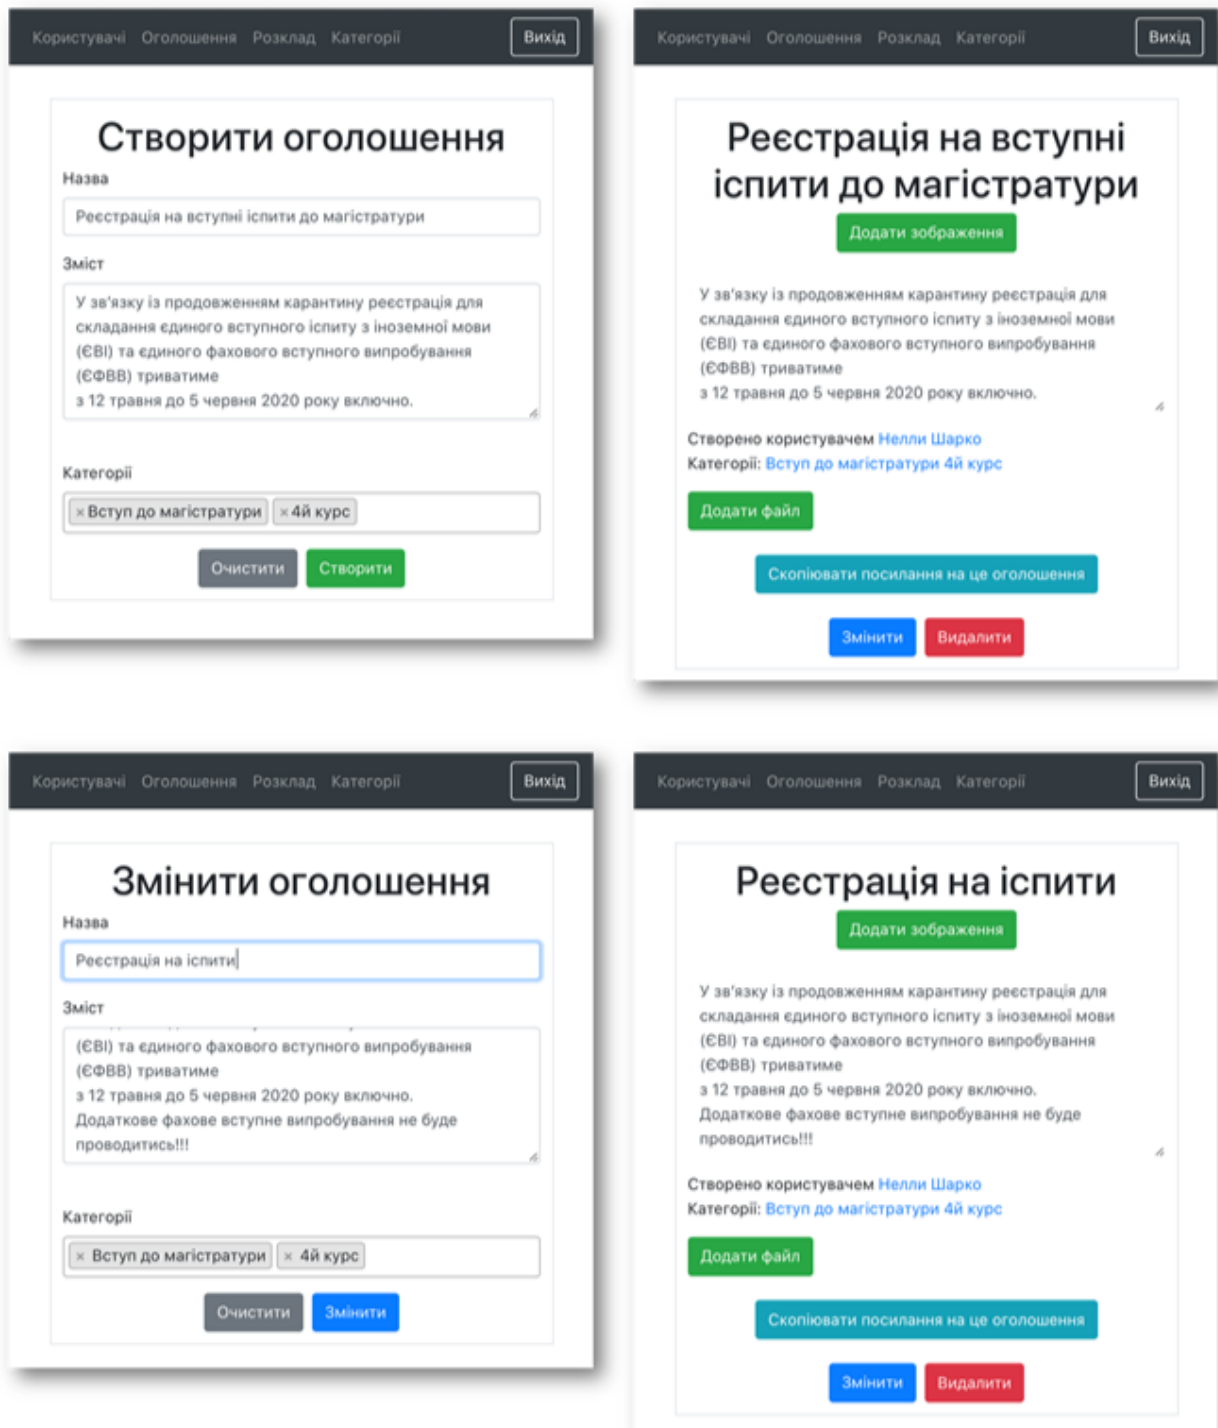 Користувачі Оголошення Розклад Категорії Вихід
Створити оголошення
Назва
Реєстрація на вступні іспити до магістратури
Зміст
У зв'язку із продовженням карантину реєстрація для
складання єдиного вступного іспиту з іноземної мови
(ЄВІ) та єдиного фахового вступного випробування
(ЄФВВ) триватиме
з 12 травня до 5 червня 2020 року включно.
Категорії
×Вступ до магістратури ×4й курс
Очистити Створити
Користувачі Оголошення Розклад Категорії Вихід
Реєстрація на вступні
іспити до магістратури
Додати зображення
У зв'язку із продовженням карантину реєстрація для
складання єдиного вступного іспиту з іноземної мови
(ЄВІ) та єдиного фахового вступного випробування
(ЄФВВ) триватиме
з 12 травня до 5 червня 2020 року включно.
Створено користувачем Нелли Шарко
Категорії: Вступ до магістратури 4й курс
Додати файл
Скопіювати посилання на це оголошення
Змінити Видалити
Користувачі Оголошення Розклад Категорії Вихід
Змінити оголошення
Назва
Реєстрація на іспити
Зміст
(ЄВІ) та єдиного фахового вступного випробування
(ЄФВВ) триватиме
з 12 травня до 5 червня 2020 року включно.
Додаткове фахове вступне випробування не буде
проводитись!!!
Категорії
× Вступ до магістратури × 4й курс
Очистити Змінити
Користувачі Оголошення Розклад Категорії Вихід
Реєстрація на іспити
Додати зображення
У зв'язку із продовженням карантину реєстрація для
складання єдиного вступного іспиту з іноземної мови
(ЄВІ) та єдиного фахового вступного випробування
(ЄФВВ) триватиме
з 12 травня до 5 червня 2020 року включно.
Додаткове фахове вступне випробування не буде
проводитись!!!
Створено користувачем Нелли Шарко
Категорії: Вступ до магістратури 4й курс
Додати файл
Скопіювати посилання на це оголошення
Змінити Видалити